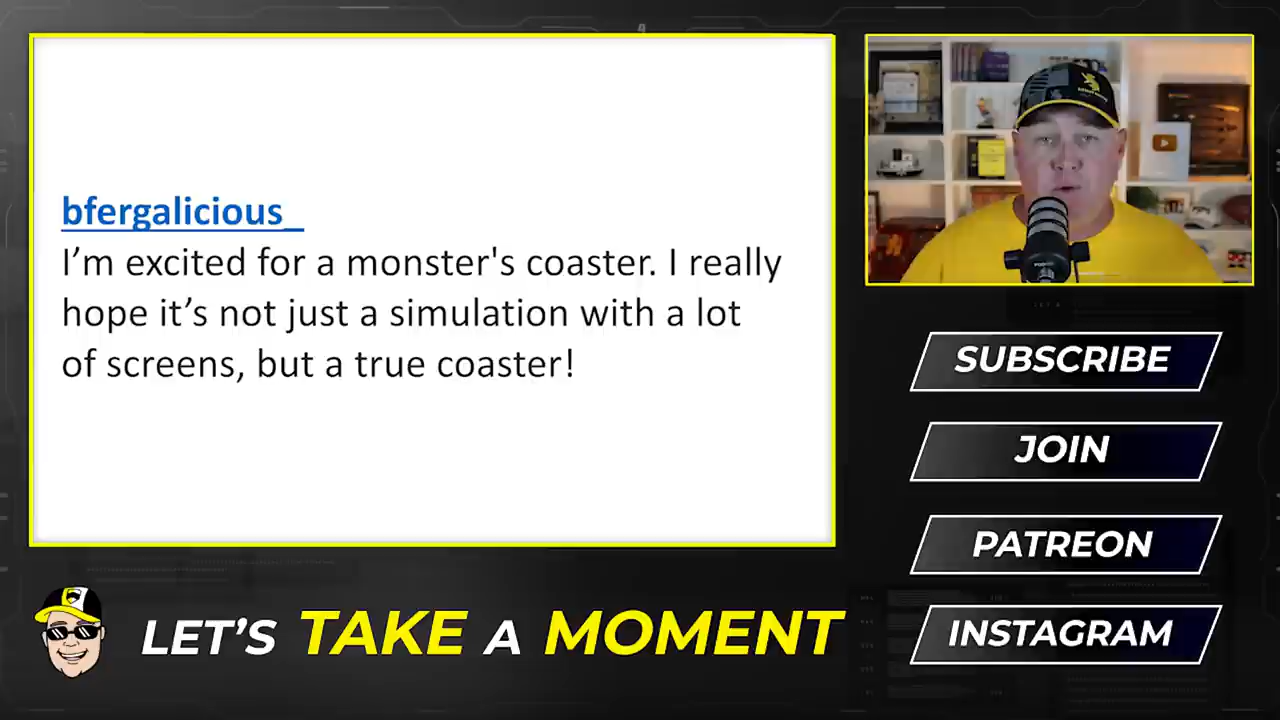 bfergalicious_
I’m excited for a monster's coaster. I really
hope it’s not just a simulation with a lot
of screens, but a true coaster!
SUBSCRIBE
JOIN
PATREON
INSTAGRAM
LET’S TAKE A MOMENT